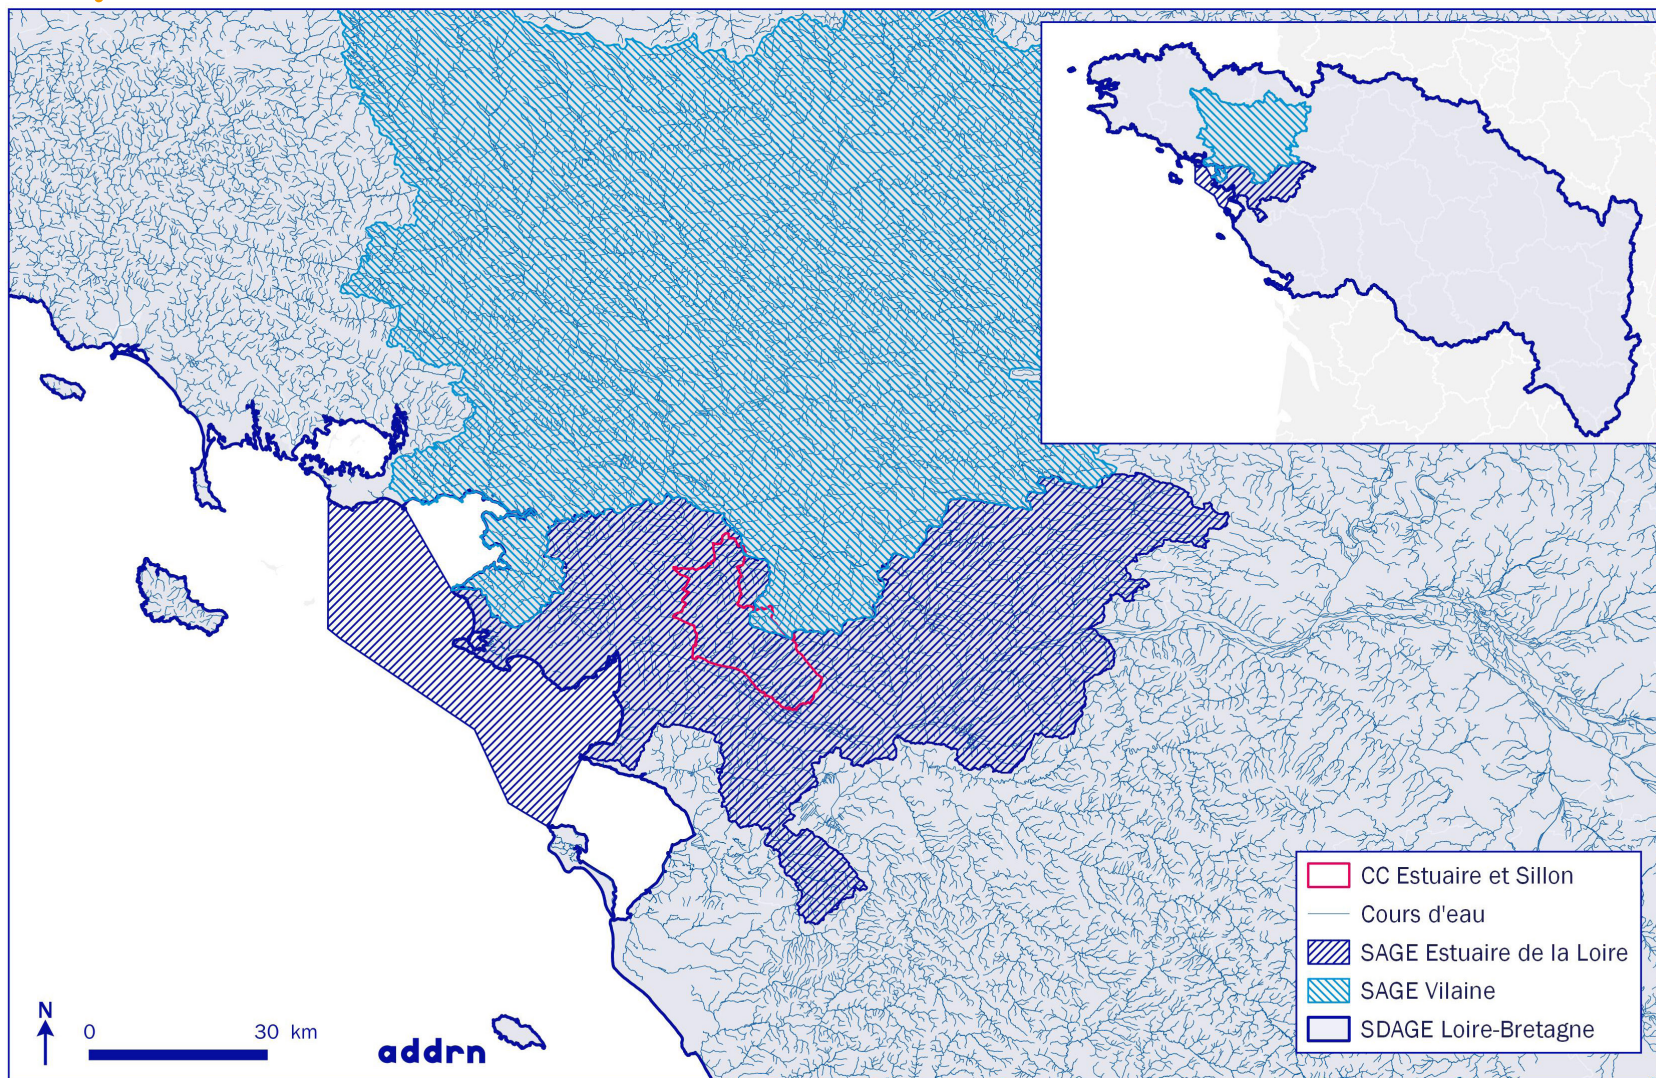 CC Estuaire et Sillon
Cours d'eau
SAGE Estuaire de la Loire
SAGE Vilaine
SDAGE Loire-Bretagne
N
0 30 km
addrn